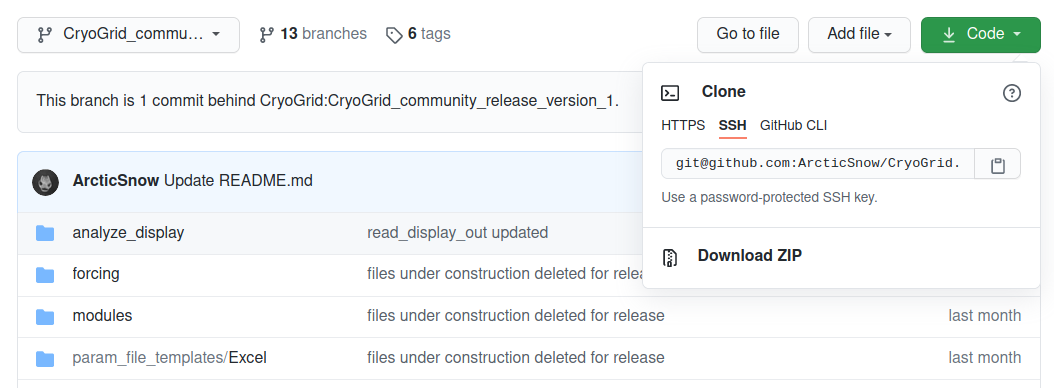 CryoGrid_commu... 13 branches 6 tags Go to file Add file Code
This branch is 1 commit behind CryoGrid:CryoGrid_community_release_version_1.
Clone
HTTPS SSH GitHub CLI
git@github.com:ArcticSnow/CryoGrid.
Use a password-protected SSH key.
Download ZIP
ArcticSnow Update README.md
analyze_display read_display_out updated
forcing files under construction deleted for relea
modules files under construction deleted for release last month
param_file_templates/Excel files under construction deleted for release last month